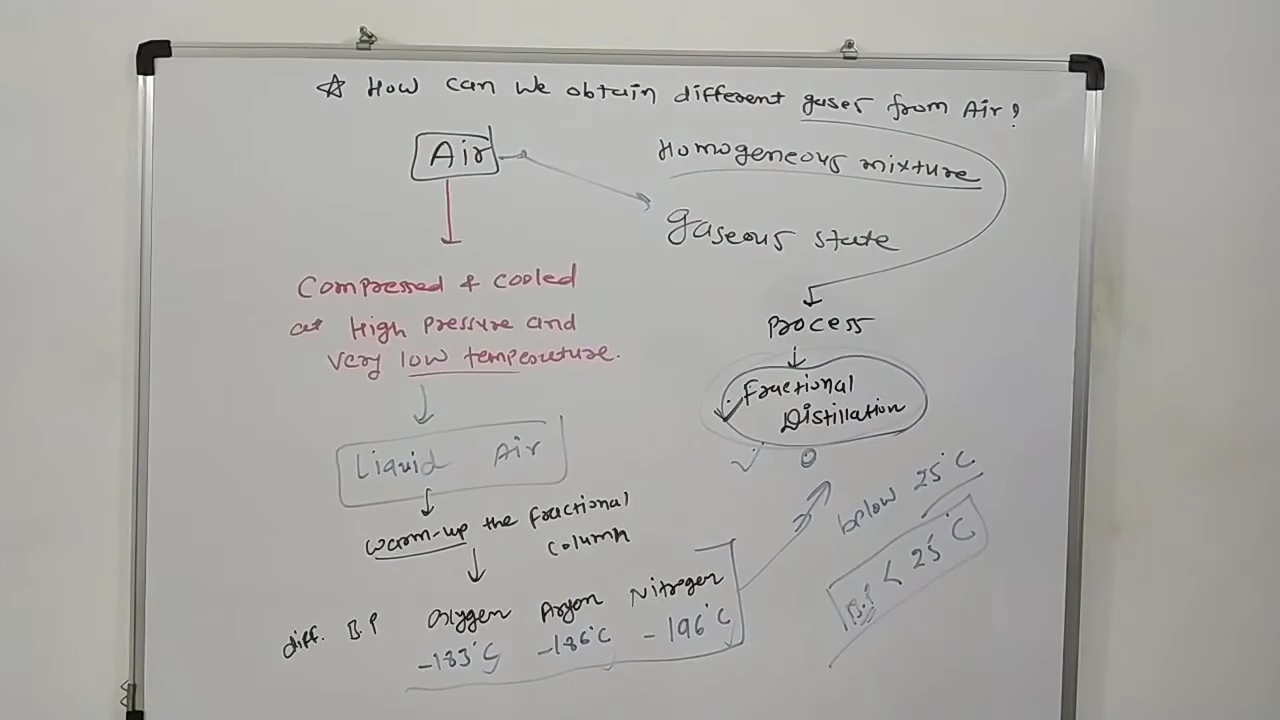 ☆ How can we obtain different gases from Air?
Air
Homogeneous mixture
gaseous state
Compressed & cooled
at High pressure and
very low temperature.
Liquid Air
warm-up the fractional
column
diff. B.P
Oxygen Argon Nitrogen
-183°C -186°C -196°C
Process
Fractional
Distillation
below 25°C
B.P < 25°C